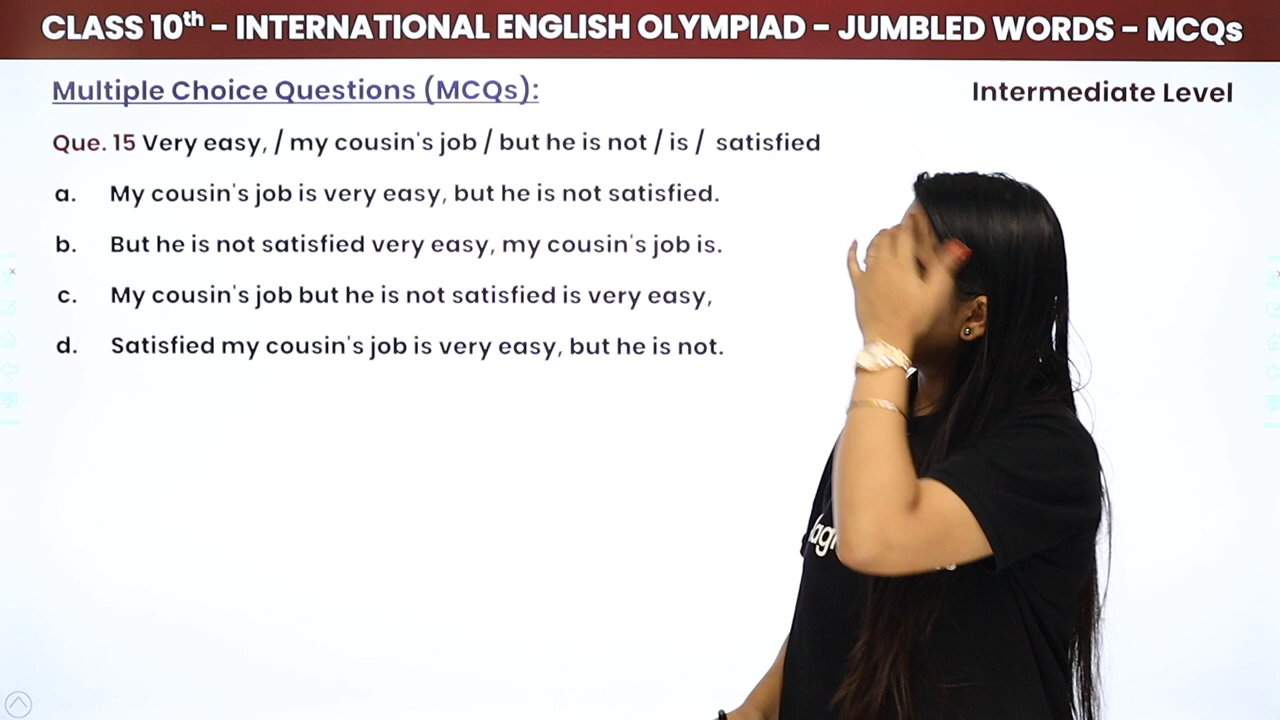 CLASS 10th - INTERNATIONAL ENGLISH OLYMPIAD - JUMBLED WORDS - MCQs
Multiple Choice Questions (MCQs):
Intermediate Level
Que. 15 Very easy, / my cousin's job / but he is not / is / satisfied
a. My cousin's job is very easy, but he is not satisfied.
b. But he is not satisfied very easy, my cousin's job is.
c. My cousin's job but he is not satisfied is very easy,
d. Satisfied my cousin's job is very easy, but he is not.